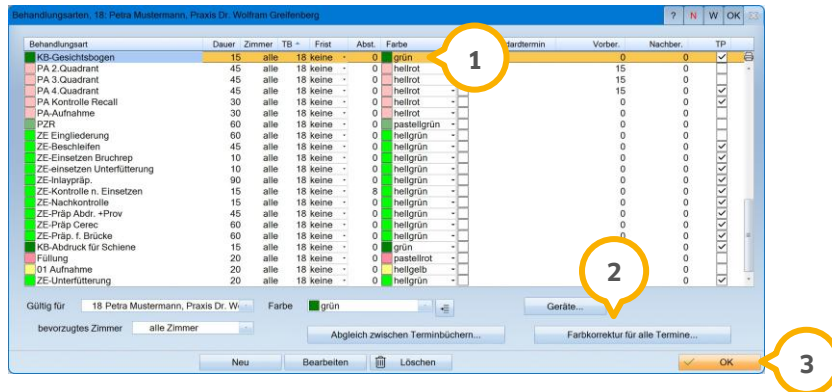 Behandlungsarten, 18: Petra Mustermann, Praxis Dr. Wolfram Greifenberg ? N W OK
Behandlungsart Dauer Zimmer TB Frist Abst. Farbe dardtermin Vorber. Nachber. TP
KB-Gesichtsbogen 15 alle 18 keine 0 grün 0 0
PA 2.Quadrant 45 alle 18 keine 0 hellrot 15 0
PA 3.Quadrant 45 alle 18 keine 0 hellrot 15 0
PA 4.Quadrant 45 alle 18 keine 0 hellrot 15 0
PA Kontrolle Recall 30 alle 18 keine 0 hellrot 0 0
PA-Aufnahme 30 alle 18 keine 0 hellrot 0 0
PZR 60 alle 18 keine 0 pastellgrün 0 0
ZE Eingliederung 60 alle 18 keine 0 hellgrün 0 0
ZE-Beschleifen 45 alle 18 keine 0 hellgrün 0 0
ZE-Einsetzen Bruchrep 10 alle 18 keine 0 hellgrün 0 0
ZE-einsetzen Unterfütterung 10 alle 18 keine 0 hellgrün 0 0
ZE-Inlaypräp. 90 alle 18 keine 0 hellgrün 0 0
ZE-Kontrolle n. Einsetzen 15 alle 18 keine 8 hellgrün 0 0
ZE-Nachkontrolle 15 alle 18 keine 0 hellgrün 0 0
ZE-Präp Abdr. +Prov 45 alle 18 keine 0 hellgrün 0 0
ZE-Präp Cerec 60 alle 18 keine 0 hellgrün 0 0
ZE-Präp. f. Brücke 60 alle 18 keine 0 hellgrün 0 0
KB-Abdruck für Schiene 15 alle 18 keine 0 grün 0
Füllung 20 alle 18 keine 0 pastellrot 0
01 Aufnahme 20 alle 18 keine 0 hellgelb 0
ZE-Unterfütterung 20 alle 18 keine 0 hellgrün 0
Gültig für 18 Petra Mustermann, Praxis Dr. W Farbe grün Geräte...
bevorzugtes Zimmer alle Zimmer Abgleich zwischen Terminbüchern... Farbkorrektur für alle Termine...
Neu Bearbeiten Löschen OK
1
2
3